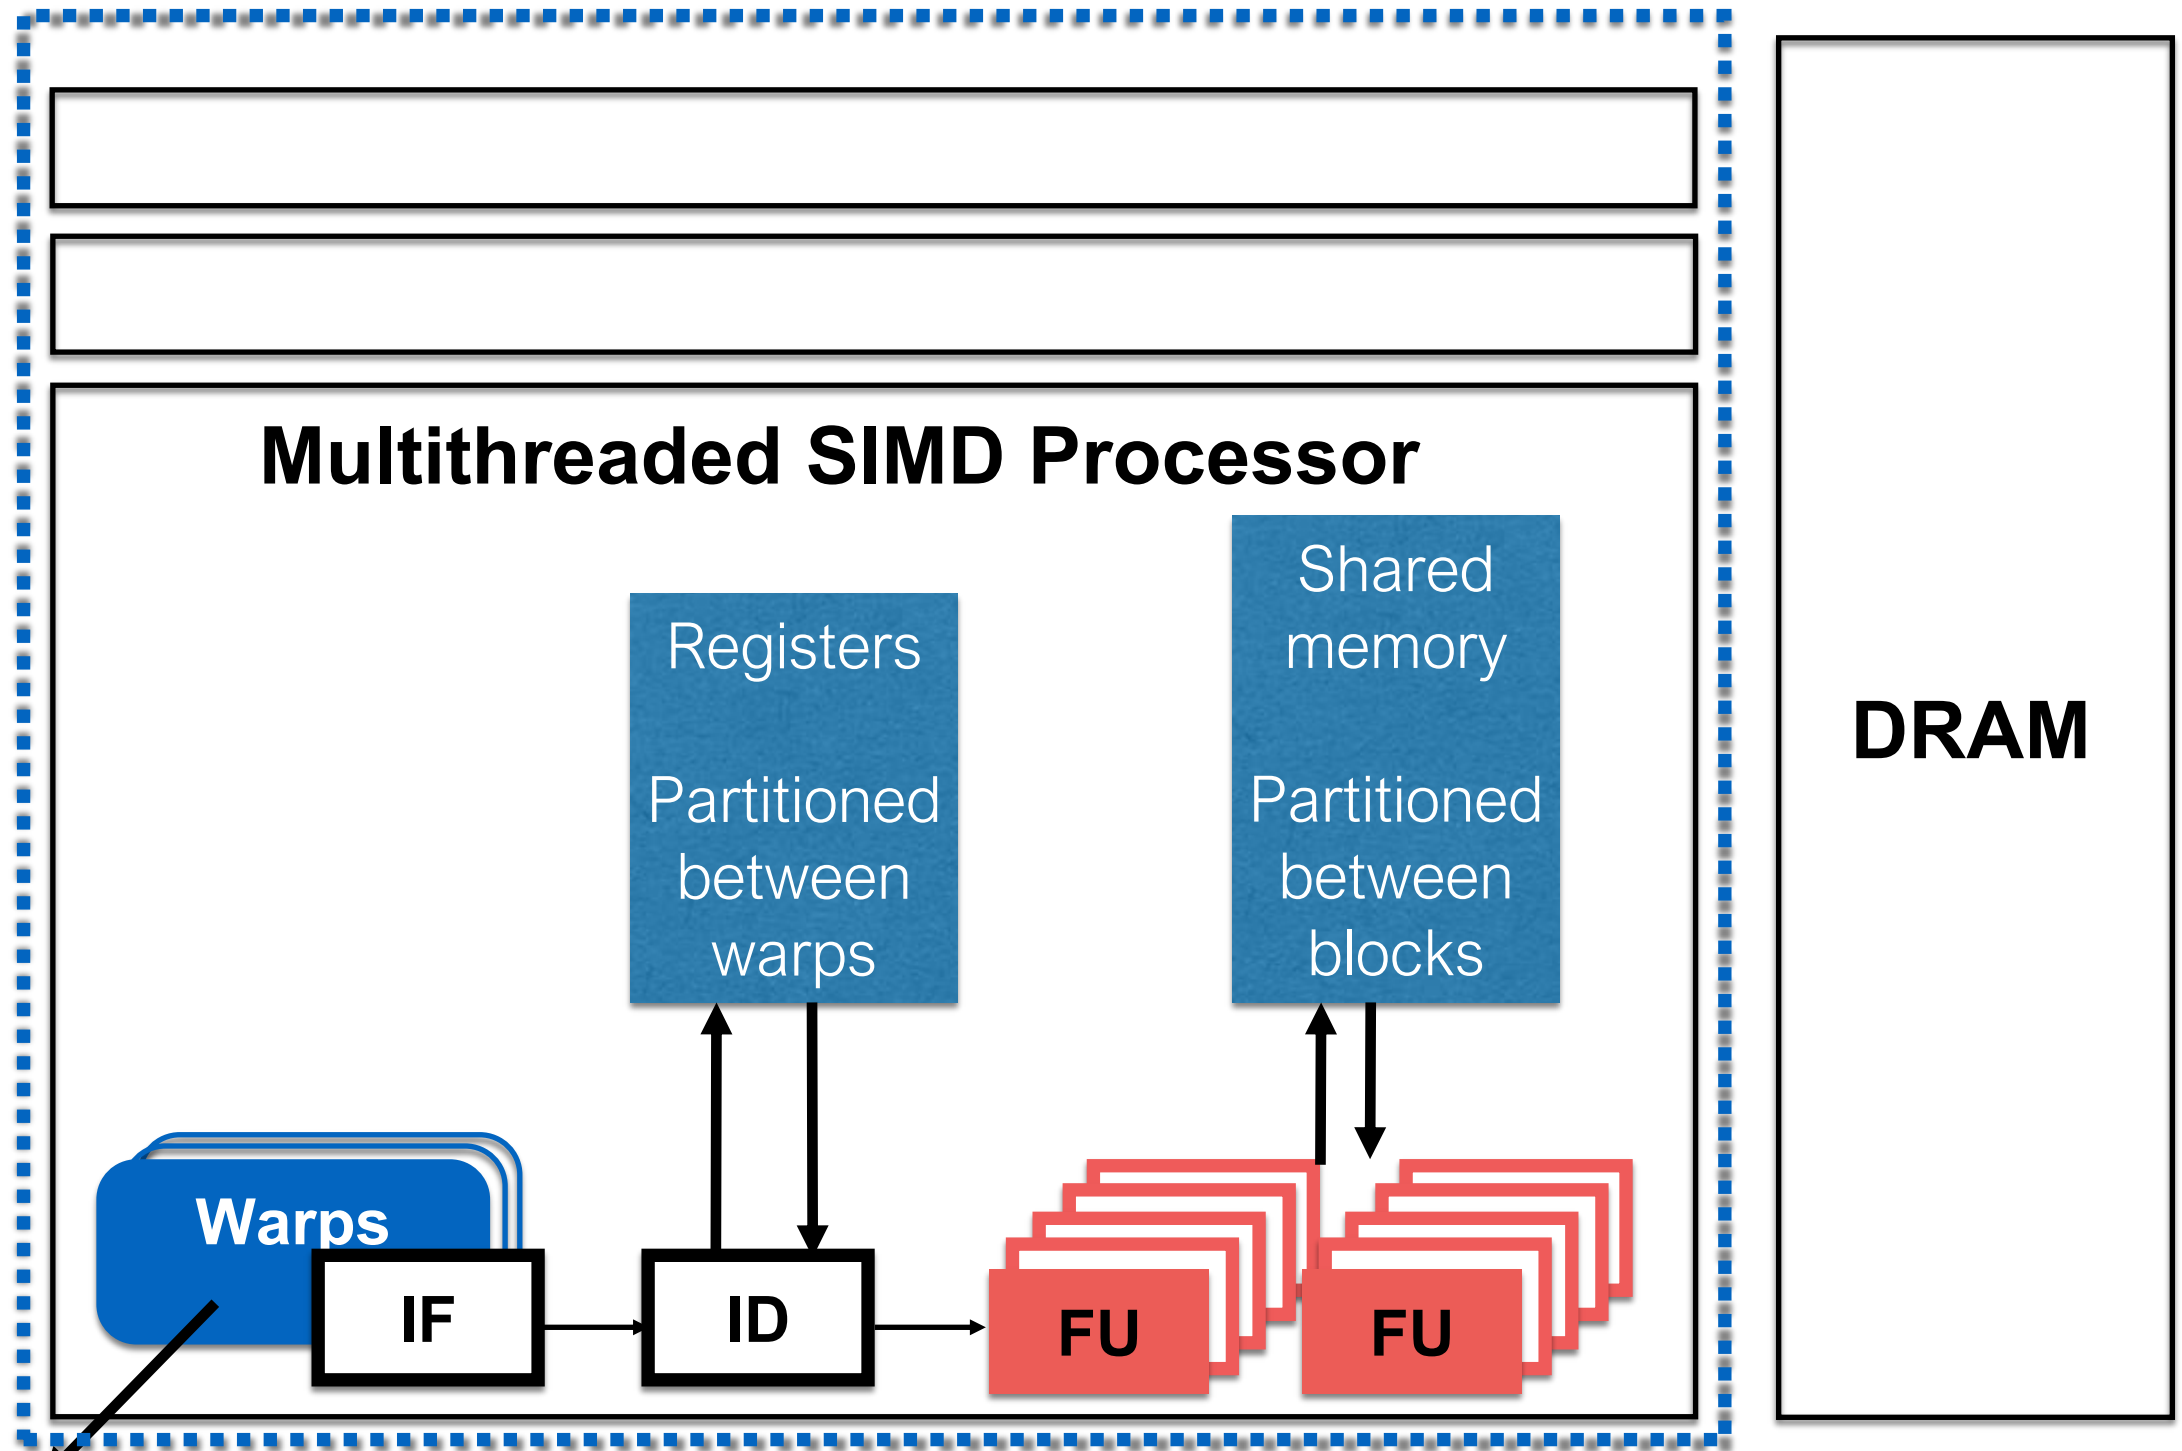 Multithreaded SIMD Processor
Registers
Partitioned
between
warps
Shared
memory
Partitioned
between
blocks
DRAM
Warps
IF
ID
FU
FU